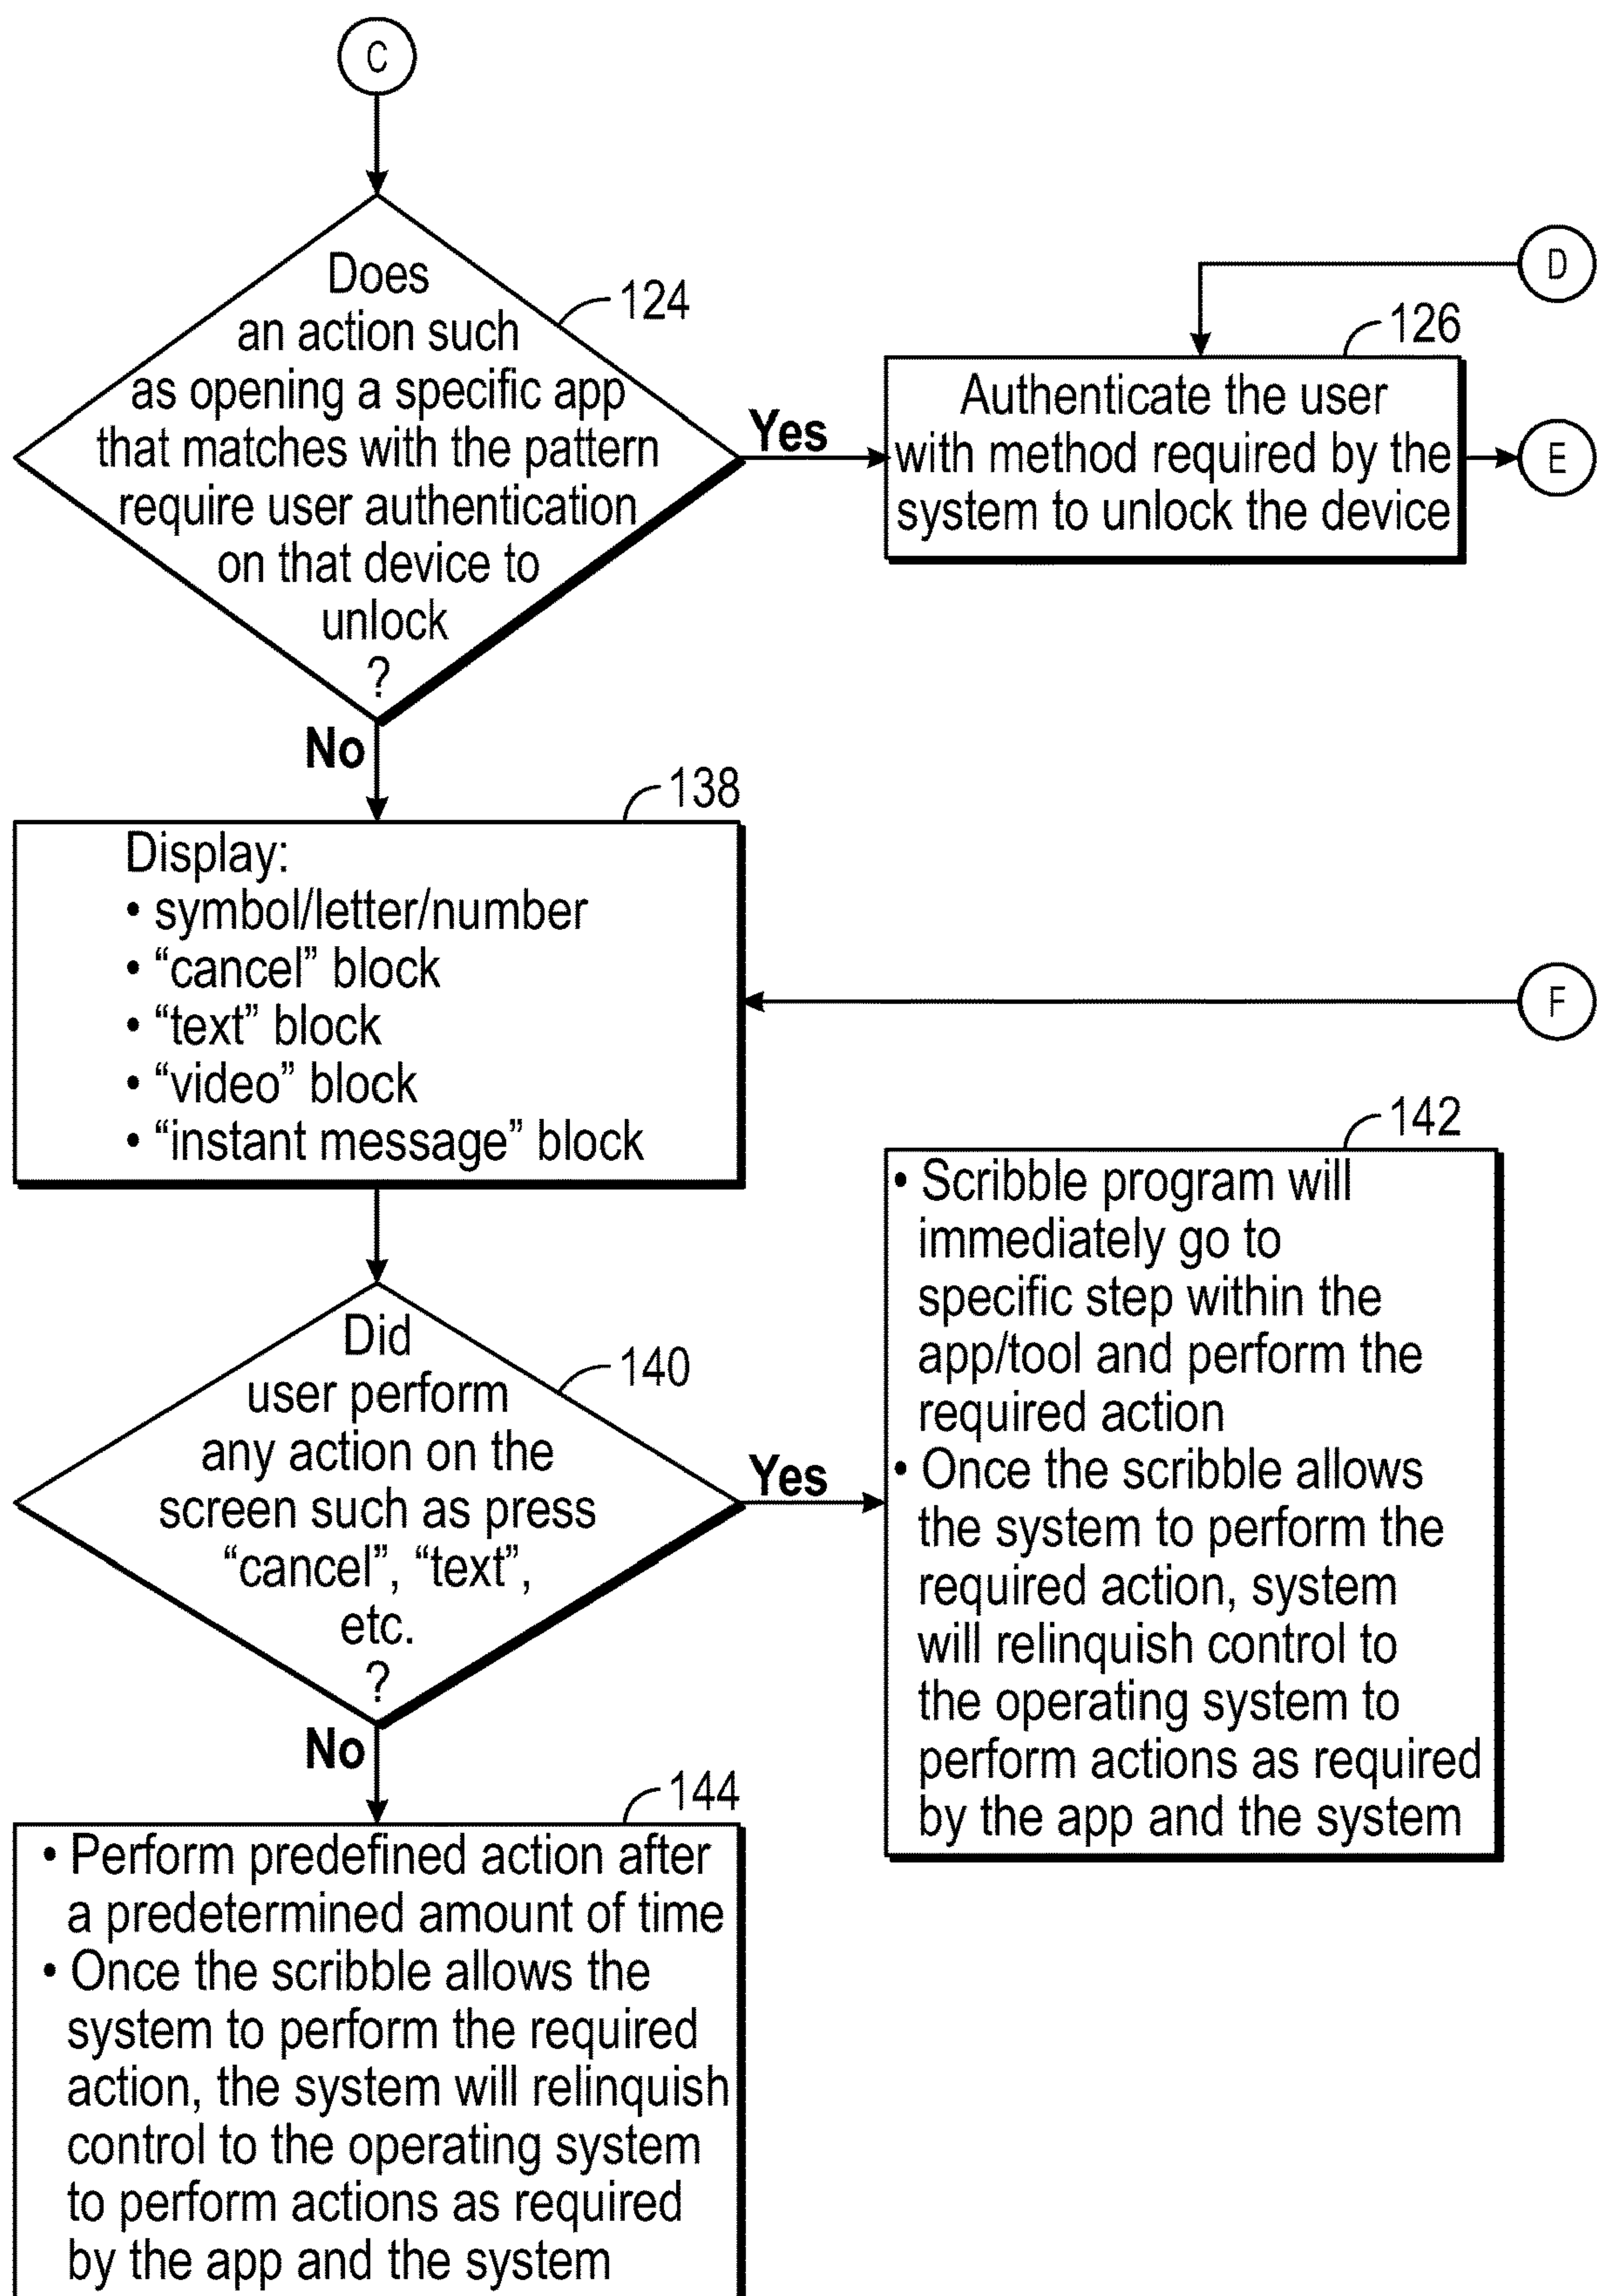 C
Does
an action such
as opening a specific app
that matches with the pattern
require user authentication
on that device to
unlock
?
124
Yes
No
D
126
Authenticate the user
with method required by the
system to unlock the device
E
138
Display:
• symbol/letter/number
• “cancel” block
• “text” block
• “video” block
• “instant message” block
F
Did
user perform
any action on the
screen such as press
“cancel”, “text”,
etc.
?
140
Yes
No
142
• Scribble program will
immediately go to
specific step within the
app/tool and perform the
required action
• Once the scribble allows
the system to perform the
required action, system
will relinquish control to
the operating system to
perform actions as required
by the app and the system
144
• Perform predefined action after
a predetermined amount of time
• Once the scribble allows the
system to perform the required
action, the system will relinquish
control to the operating system
to perform actions as required
by the app and the system